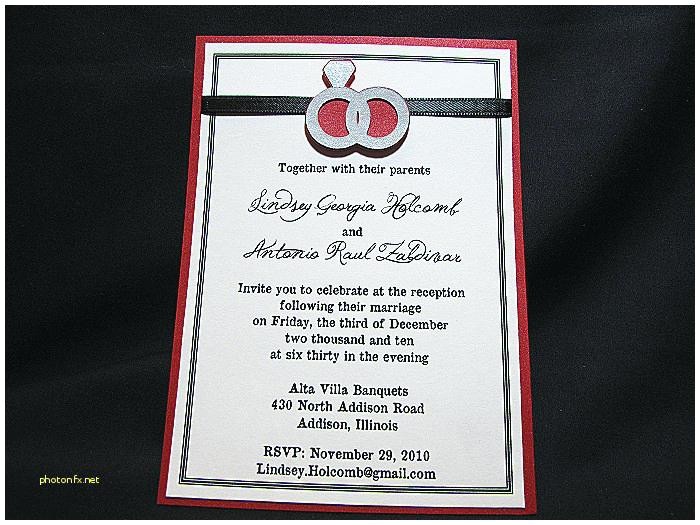 Together with their parents
Lindsey Georgia Holcomb
and
Antonio Raul Zaldivar
Invite you to celebrate at the reception
following their marriage
on Friday, the third of December
two thousand and ten
at six thirty in the evening
Alta Villa Banquets
430 North Addison Road
Addison, Illinois
RSVP: November 29, 2010
Lindsey.Holcomb@gmail.com
photonfx.net